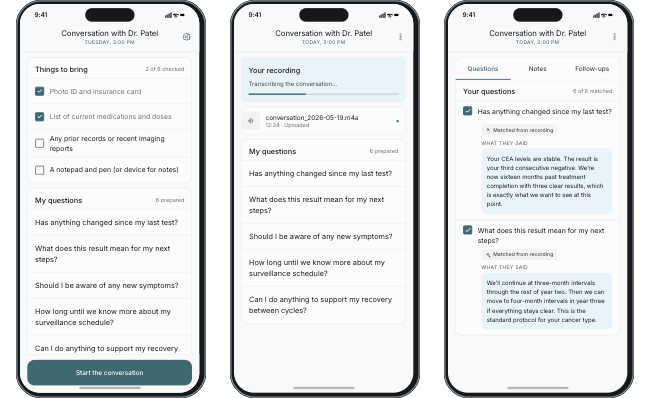 9:41
Conversation with Dr. Patel
TUESDAY, 3:00 PM
Things to bring
2 of 6 checked
Photo ID and insurance card
List of current medications and doses
Any prior records or recent imaging
reports
A notepad and pen (or device for notes)
My questions
6 prepared
Has anything changed since my last test?
What does this result mean for my next
steps?
Should I be aware of any new symptoms?
How long until we know more about my
surveillance schedule?
Can I do anything to support my recovery
Start the conversation
9:41
Conversation with Dr. Patel
TODAY, 3:00 PM
Your recording
Transcribing the conversation...
conversation_2026-05-19.m4a
12:34 · Uploaded
My questions
6 prepared
Has anything changed since my last test?
What does this result mean for my next
steps?
Should I be aware of any new symptoms?
How long until we know more about my
surveillance schedule?
Can I do anything to support my recovery
between cycles?
9:41
Conversation with Dr. Patel
TODAY, 3:00 PM
Questions
Notes
Follow-ups
Your questions
6 of 6 matched
Has anything changed since my last test?
Matched from recording
WHAT THEY SAID
Your CEA levels are stable. The result is
your third consecutive negative. We're
now sixteen months past treatment
completion with three clear results, which
is exactly what we want to see at this
point.
What does this result mean for my next
steps?
Matched from recording
WHAT THEY SAID
We'll continue at three-month intervals
through the rest of year two. Then we can
move to four-month intervals in year three
if everything stays clear. This is the
standard protocol for your cancer type.